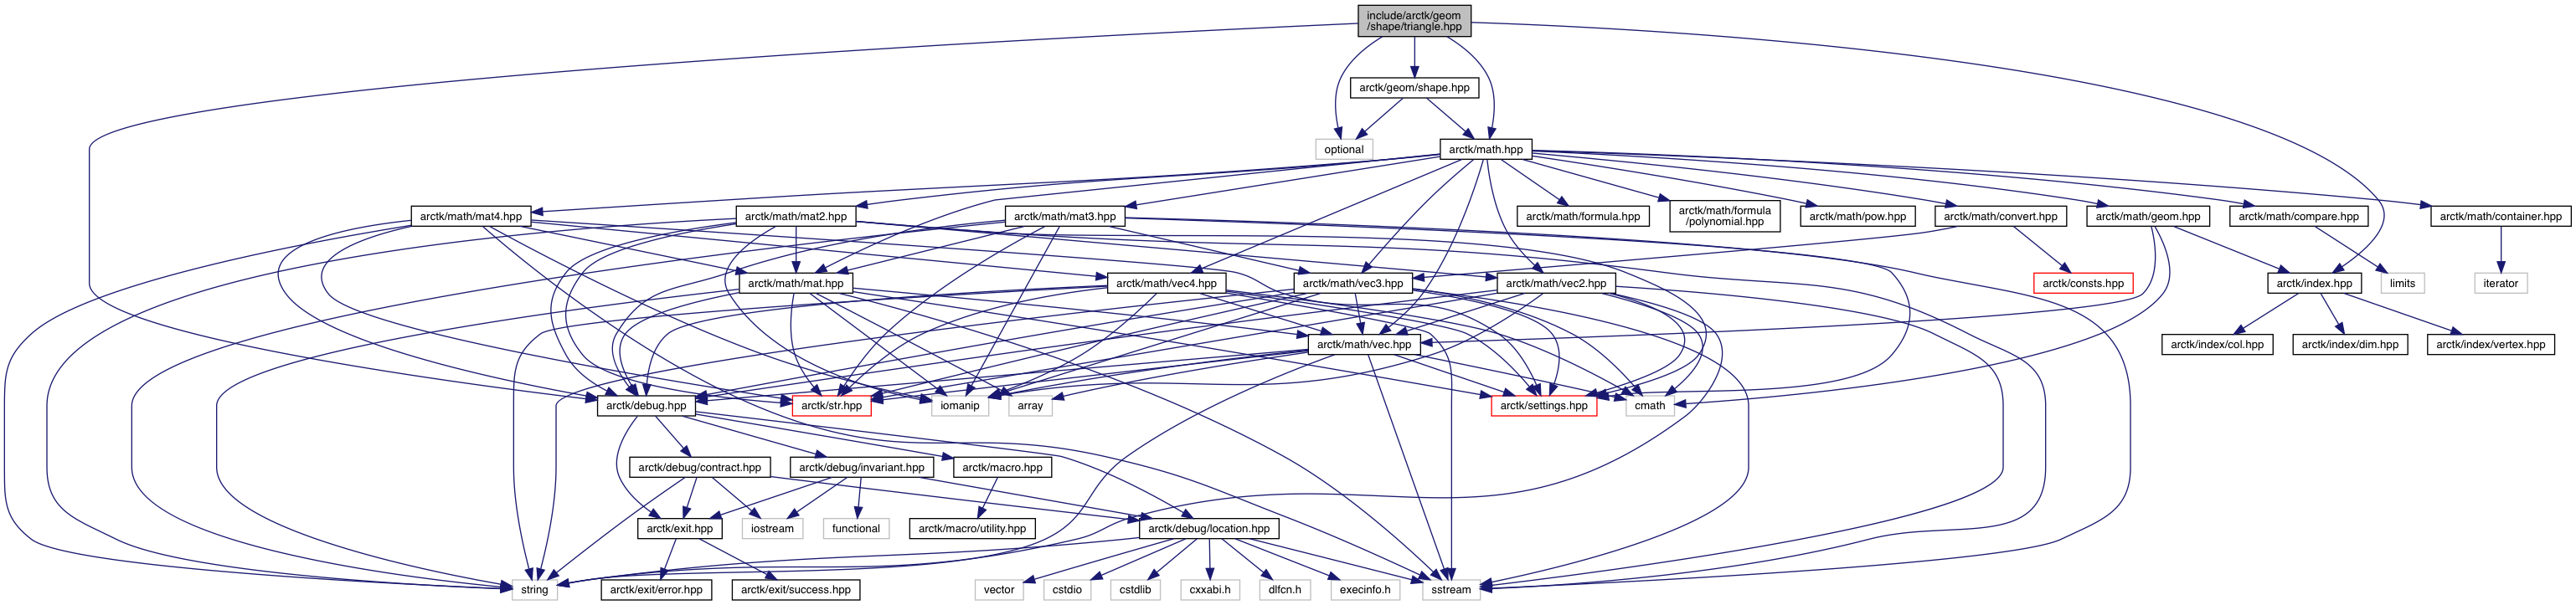 include/arctk/geom
/shape/triangle.hpp
arctk/geom/shape.hpp
optional
arctk/math.hpp
arctk/math/mat4.hpp
arctk/math/mat2.hpp
arctk/math/mat3.hpp
arctk/math/formula.hpp
arctk/math/formula
/polynomial.hpp
arctk/math/pow.hpp
arctk/math/convert.hpp
arctk/math/geom.hpp
arctk/math/compare.hpp
arctk/math/container.hpp
arctk/math/mat.hpp
arctk/math/vec4.hpp
arctk/math/vec3.hpp
arctk/math/vec2.hpp
arctk/consts.hpp
arctk/index.hpp
limits
iterator
arctk/math/vec.hpp
arctk/index/col.hpp
arctk/index/dim.hpp
arctk/index/vertex.hpp
arctk/debug.hpp
arctk/str.hpp
iomanip
array
arctk/settings.hpp
cmath
arctk/debug/contract.hpp
arctk/debug/invariant.hpp
arctk/macro.hpp
arctk/exit.hpp
iostream
functional
arctk/macro/utility.hpp
arctk/debug/location.hpp
string
arctk/exit/error.hpp
arctk/exit/success.hpp
vector
cstdio
cstdlib
cxxabi.h
dlfcn.h
execinfo.h
sstream